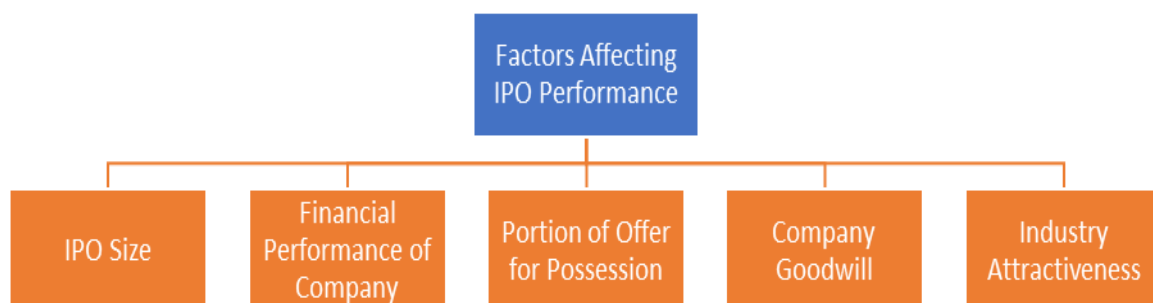 Factors Affecting
IPO Performance
IPO Size
Financial
Performance of
Company
Portion of Offer
for Possession
Company
Goodwill
Industry
Attractiveness